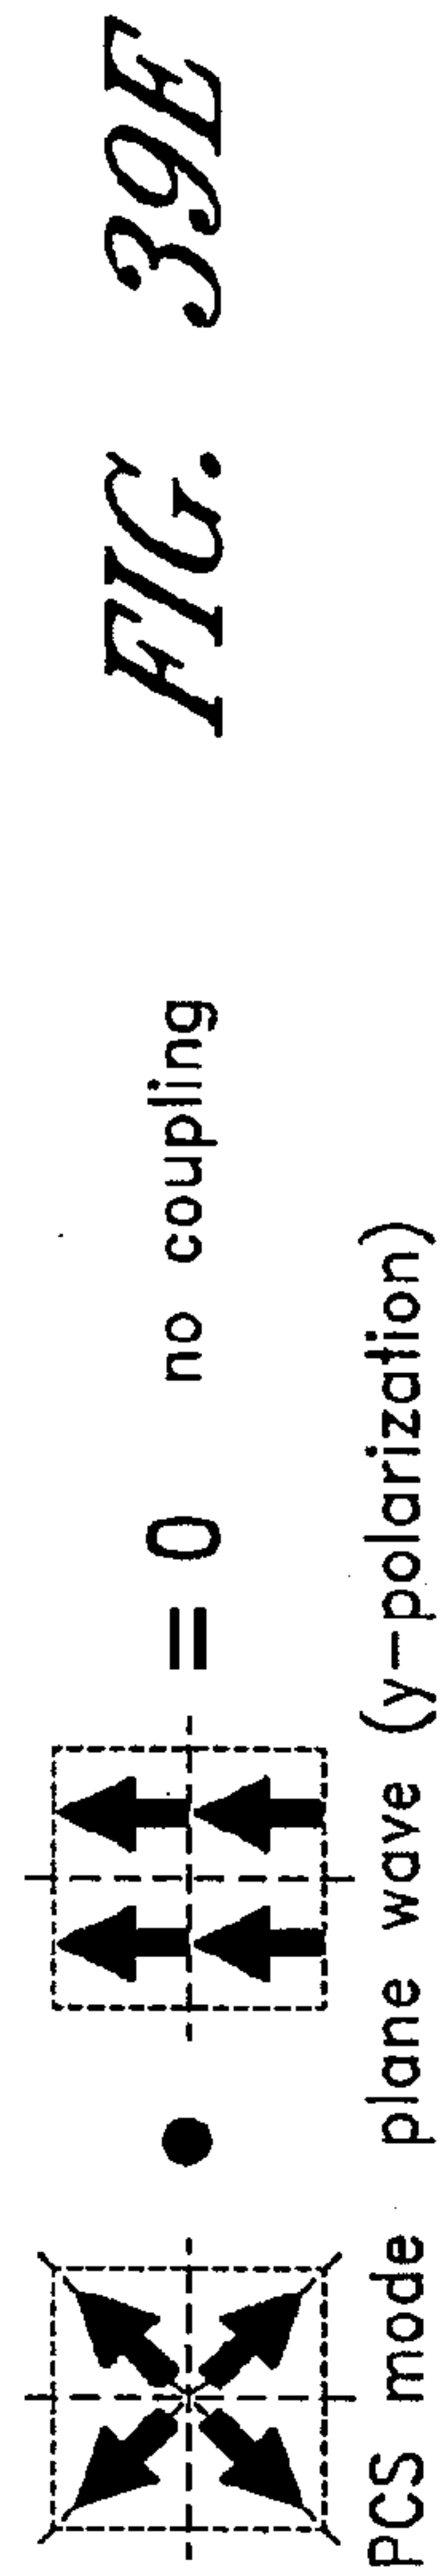 = 0 no coupling
PCS mode plane wave (y-polarization)
FIG. 39E